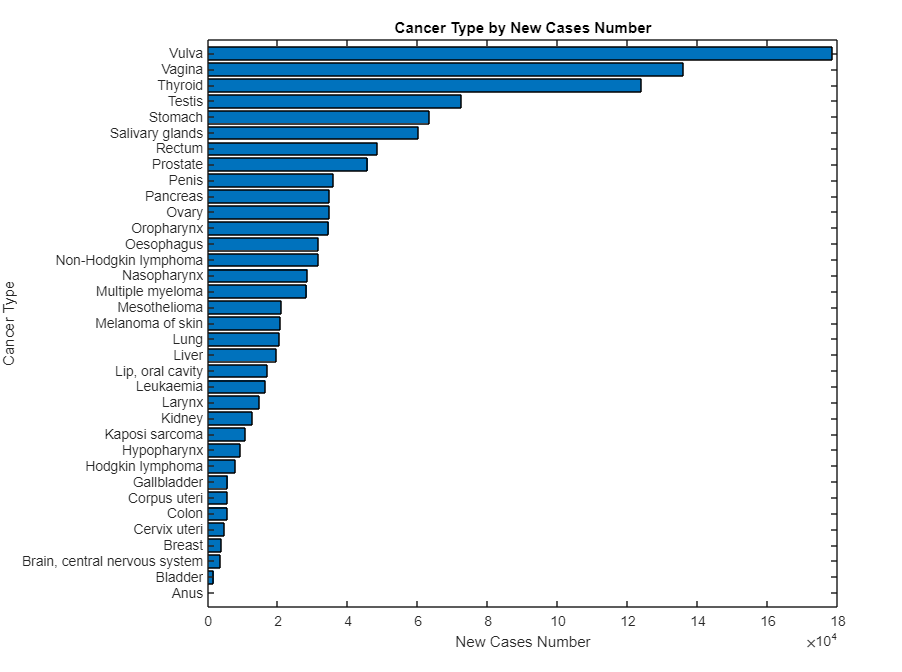 Cancer Type by New Cases Number
Vulva
Vagina
Thyroid
Testis
Stomach
Salivary glands
Rectum
Prostate
Penis
Pancreas
Ovary
Oropharynx
Oesophagus
Non-Hodgkin lymphoma
Nasopharynx
Multiple myeloma
Mesothelioma
Melanoma of skin
Lung
Liver
Lip, oral cavity
Leukaemia
Larynx
Kidney
Kaposi sarcoma
Hypopharynx
Hodgkin lymphoma
Gallbladder
Corpus uteri
Colon
Cervix uteri
Breast
Brain, central nervous system
Bladder
Anus
Cancer Type
0 2 4 6 8 10 12 14 16 18
New Cases Number
×10⁴